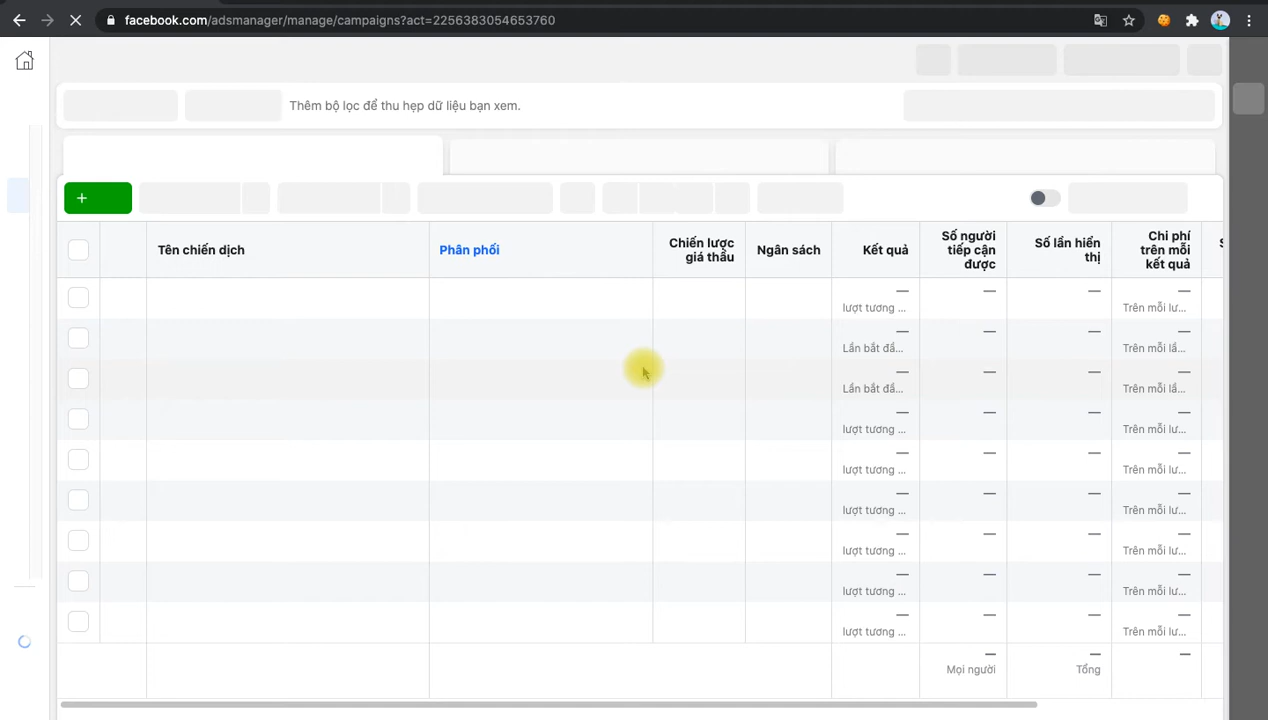 facebook.com/adsmanager/manage/campaigns?act=2256383054653760
Thêm bộ lọc để thu hẹp dữ liệu bạn xem.
+
Tên chiến dịch
Phân phối
Chiến lược
giá thầu
Ngân sách
Kết quả
Số người
tiếp cận
được
Số lần hiển
thị
Chi phí
trên mỗi
kết quả
— — — —
lượt tương ... Trên mỗi lư...
— — — —
Lần bắt đầ... Trên mỗi lầ...
— — — —
Lần bắt đầ... Trên mỗi lầ...
— — — —
lượt tương ... Trên mỗi lư...
— — — —
lượt tương ... Trên mỗi lư...
— — — —
lượt tương ... Trên mỗi lư...
— — — —
lượt tương ... Trên mỗi lư...
— — — —
lượt tương ... Trên mỗi lư...
— — — —
lượt tương ... Trên mỗi lư...
— — —
Mọi người Tổng